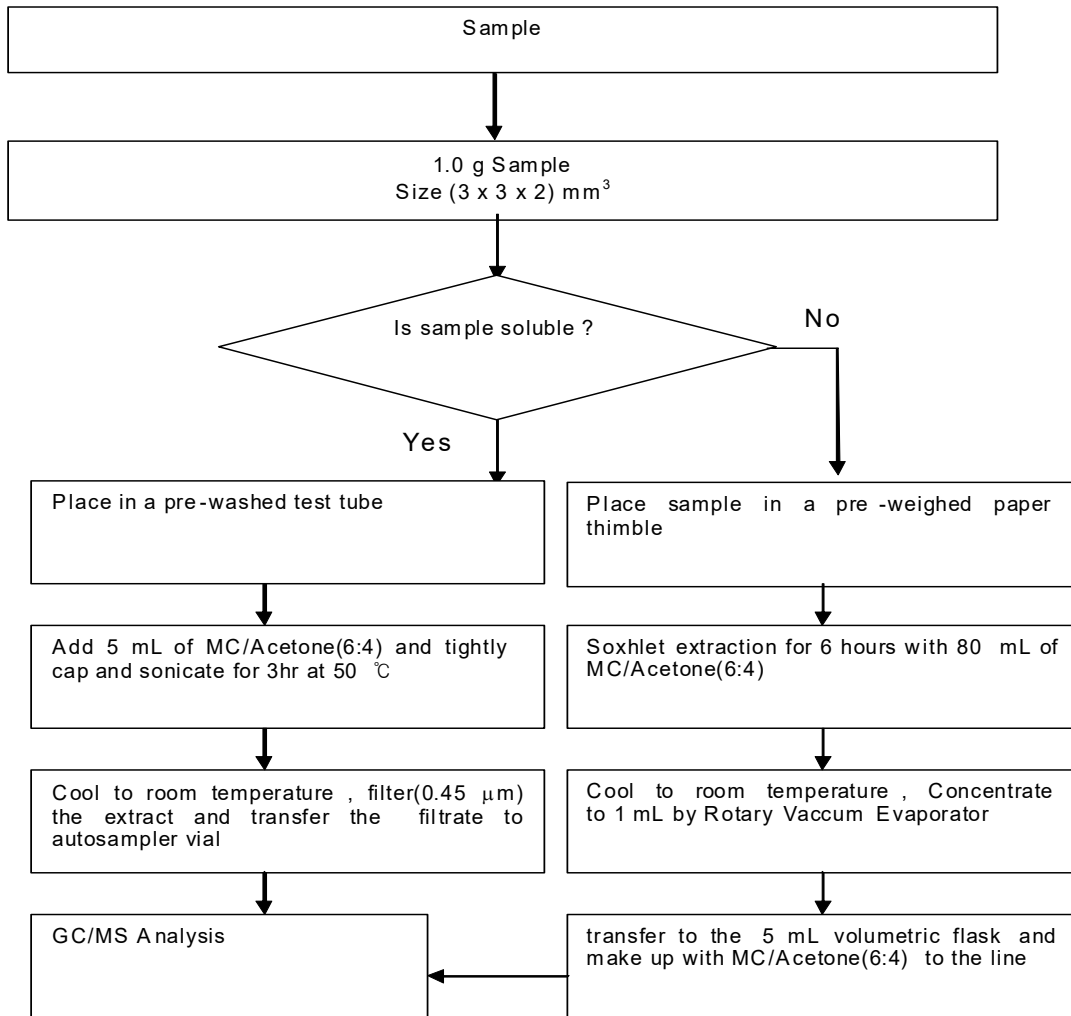 Sample
1.0 g Sample
Size (3 x 3 x 2) mm³
Is sample soluble ?
No
Yes
Place in a pre-washed test tube
Place sample in a pre-weighed paper
thimble
Add 5 mL of MC/Acetone(6:4) and tightly
cap and sonicate for 3hr at 50 ℃
Soxhlet extraction for 6 hours with 80 mL of
MC/Acetone(6:4)
Cool to room temperature , filter(0.45 μm)
the extract and transfer the filtrate to
autosampler vial
Cool to room temperature , Concentrate
to 1 mL by Rotary Vaccum Evaporator
GC/MS Analysis
transfer to the 5 mL volumetric flask and
make up with MC/Acetone(6:4) to the line